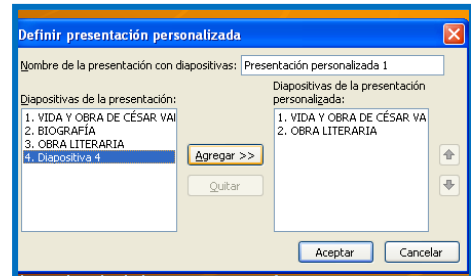 Definir presentación personalizada
Nombre de la presentación con diapositivas: Presentación personalizada 1
Diapositivas de la presentación:
1. VIDA Y OBRA DE CÉSAR VAI
2. BIOGRAFÍA
3. OBRA LITERARIA
4. Diapositiva 4
Agregar >>
Quitar
Diapositivas de la presentación
personalizada:
1. VIDA Y OBRA DE CÉSAR VA
2. OBRA LITERARIA
Aceptar
Cancelar